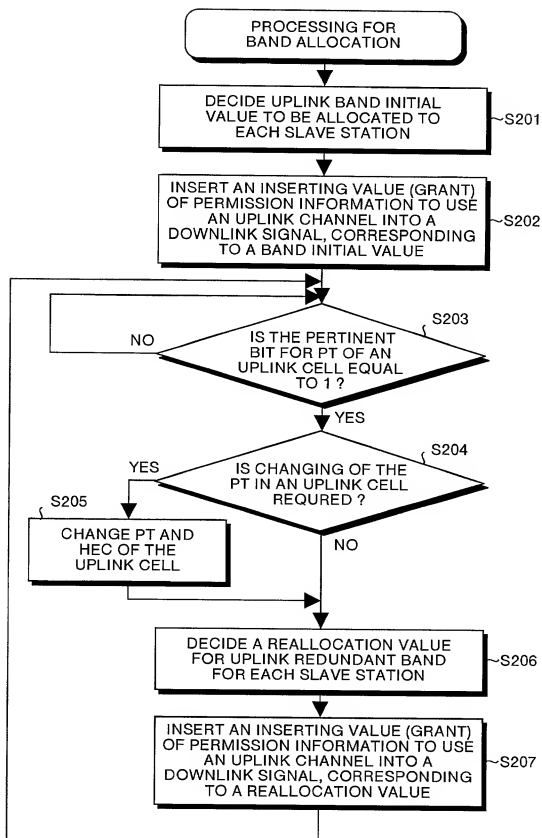 PROCESSING FOR
BAND ALLOCATION
DECIDE UPLINK BAND INITIAL
VALUE TO BE ALLOCATED TO
EACH SLAVE STATION
S201
INSERT AN INSERTING VALUE (GRANT)
OF PERMISSION INFORMATION TO USE
AN UPLINK CHANNEL INTO A
DOWNLINK SIGNAL, CORRESPONDING
TO A BAND INITIAL VALUE
S202
S203
NO
IS THE PERTINENT
BIT FOR PT OF AN
UPLINK CELL EQUAL
TO 1 ?
YES
S204
YES
IS CHANGING OF THE
PT IN AN UPLINK CELL
REQURED ?
S205
CHANGE PT AND
HEC OF THE
UPLINK CELL
NO
DECIDE A REALLOCATION VALUE
FOR UPLINK REDUNDANT BAND
FOR EACH SLAVE STATION
S206
INSERT AN INSERTING VALUE (GRANT)
OF PERMISSION INFORMATION TO USE
AN UPLINK CHANNEL INTO A
DOWNLINK SIGNAL, CORRESPONDING
TO A REALLOCATION VALUE
S207